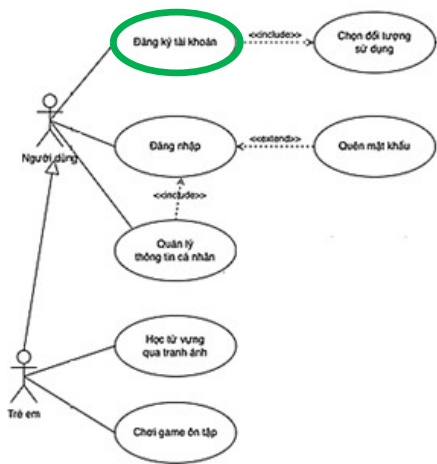 Đăng ký tài khoản
<<include>>
Chọn đối tượng
sử dụng
Người dùng
Đăng nhập
<<extend>>
Quên mật khẩu
<<include>>
Quản lý
thông tin cá nhân
Học từ vựng
qua tranh ảnh
Trẻ em
Chơi game ôn tập